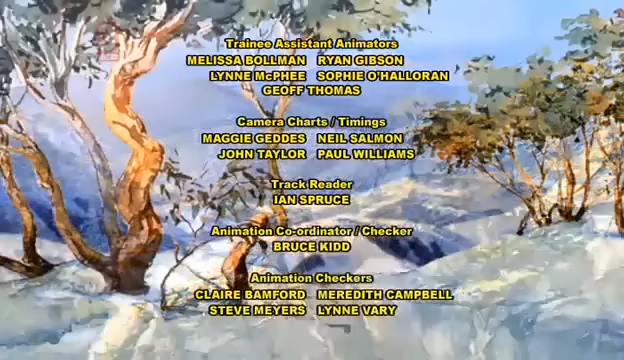 Trainee Assistant Animators
MELISSA BOLLMAN RYAN GIBSON
LYNNE McPHEE SOPHIE O'HALLORAN
GEOFF THOMAS
Camera Charts / Timings
MAGGIE GEDDES NEIL SALMON
JOHN TAYLOR PAUL WILLIAMS
Track Reader
IAN SPRUCE
Animation Co-ordinator / Checker
BRUCE KIDD
Animation Checkers
CLAIRE BAMFORD MEREDITH CAMPBELL
STEVE MEYERS LYNNE VARY